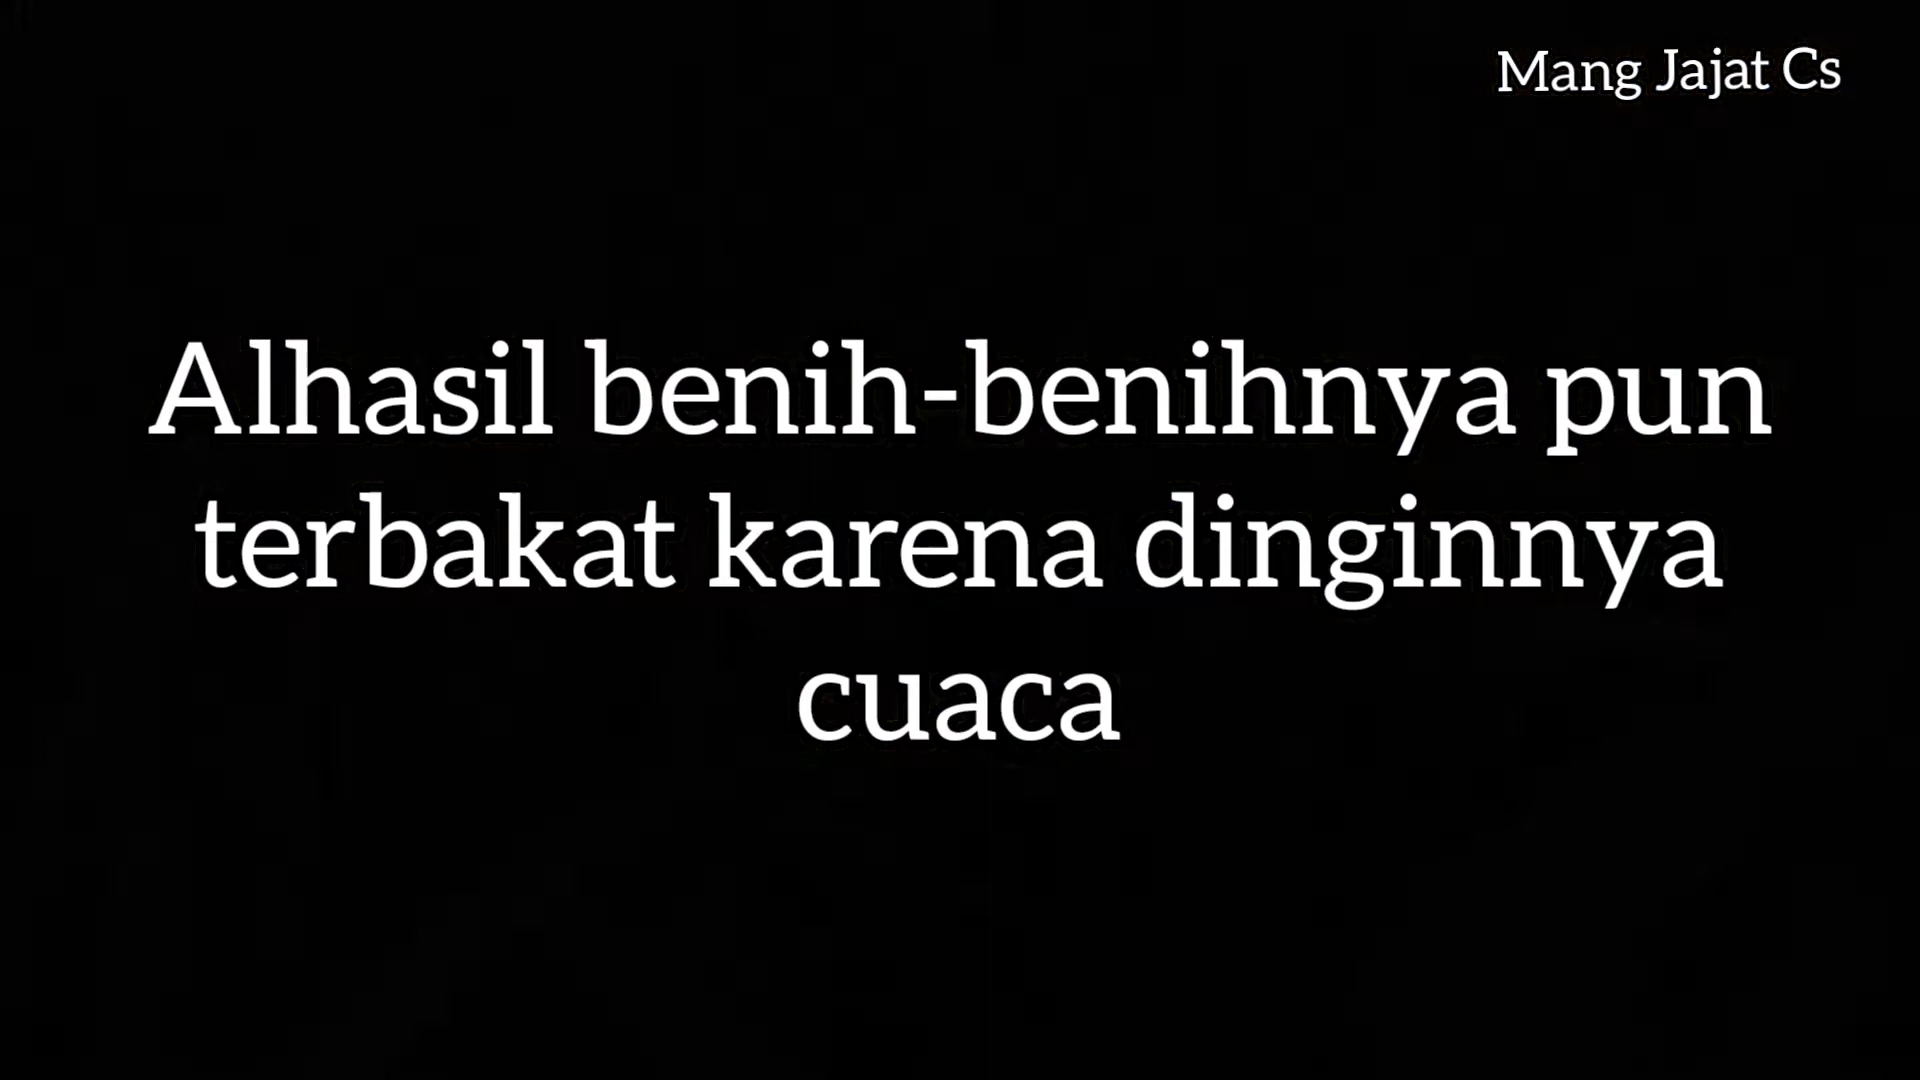 Mang Jajat Cs
Alhasil benih-benihnya pun
terbakat karena dinginnya
cuaca